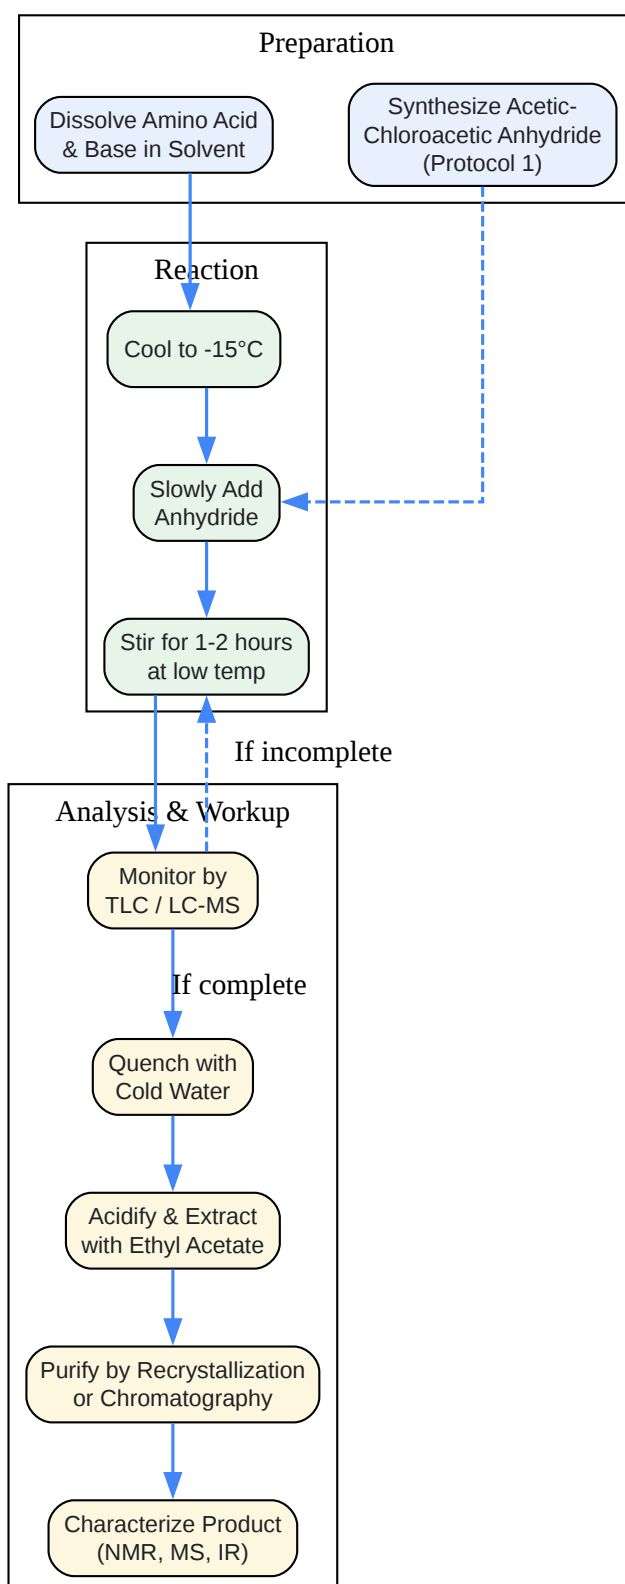 Preparation
Dissolve Amino Acid
& Base in Solvent
Synthesize Acetic-
Chloroacetic Anhydride
(Protocol 1)
Reaction
Cool to -15°C
Slowly Add
Anhydride
Stir for 1-2 hours
at low temp
If incomplete
Analysis & Workup
Monitor by
TLC / LC-MS
If complete
Quench with
Cold Water
Acidify & Extract
with Ethyl Acetate
Purify by Recrystallization
or Chromatography
Characterize Product
(NMR, MS, IR)